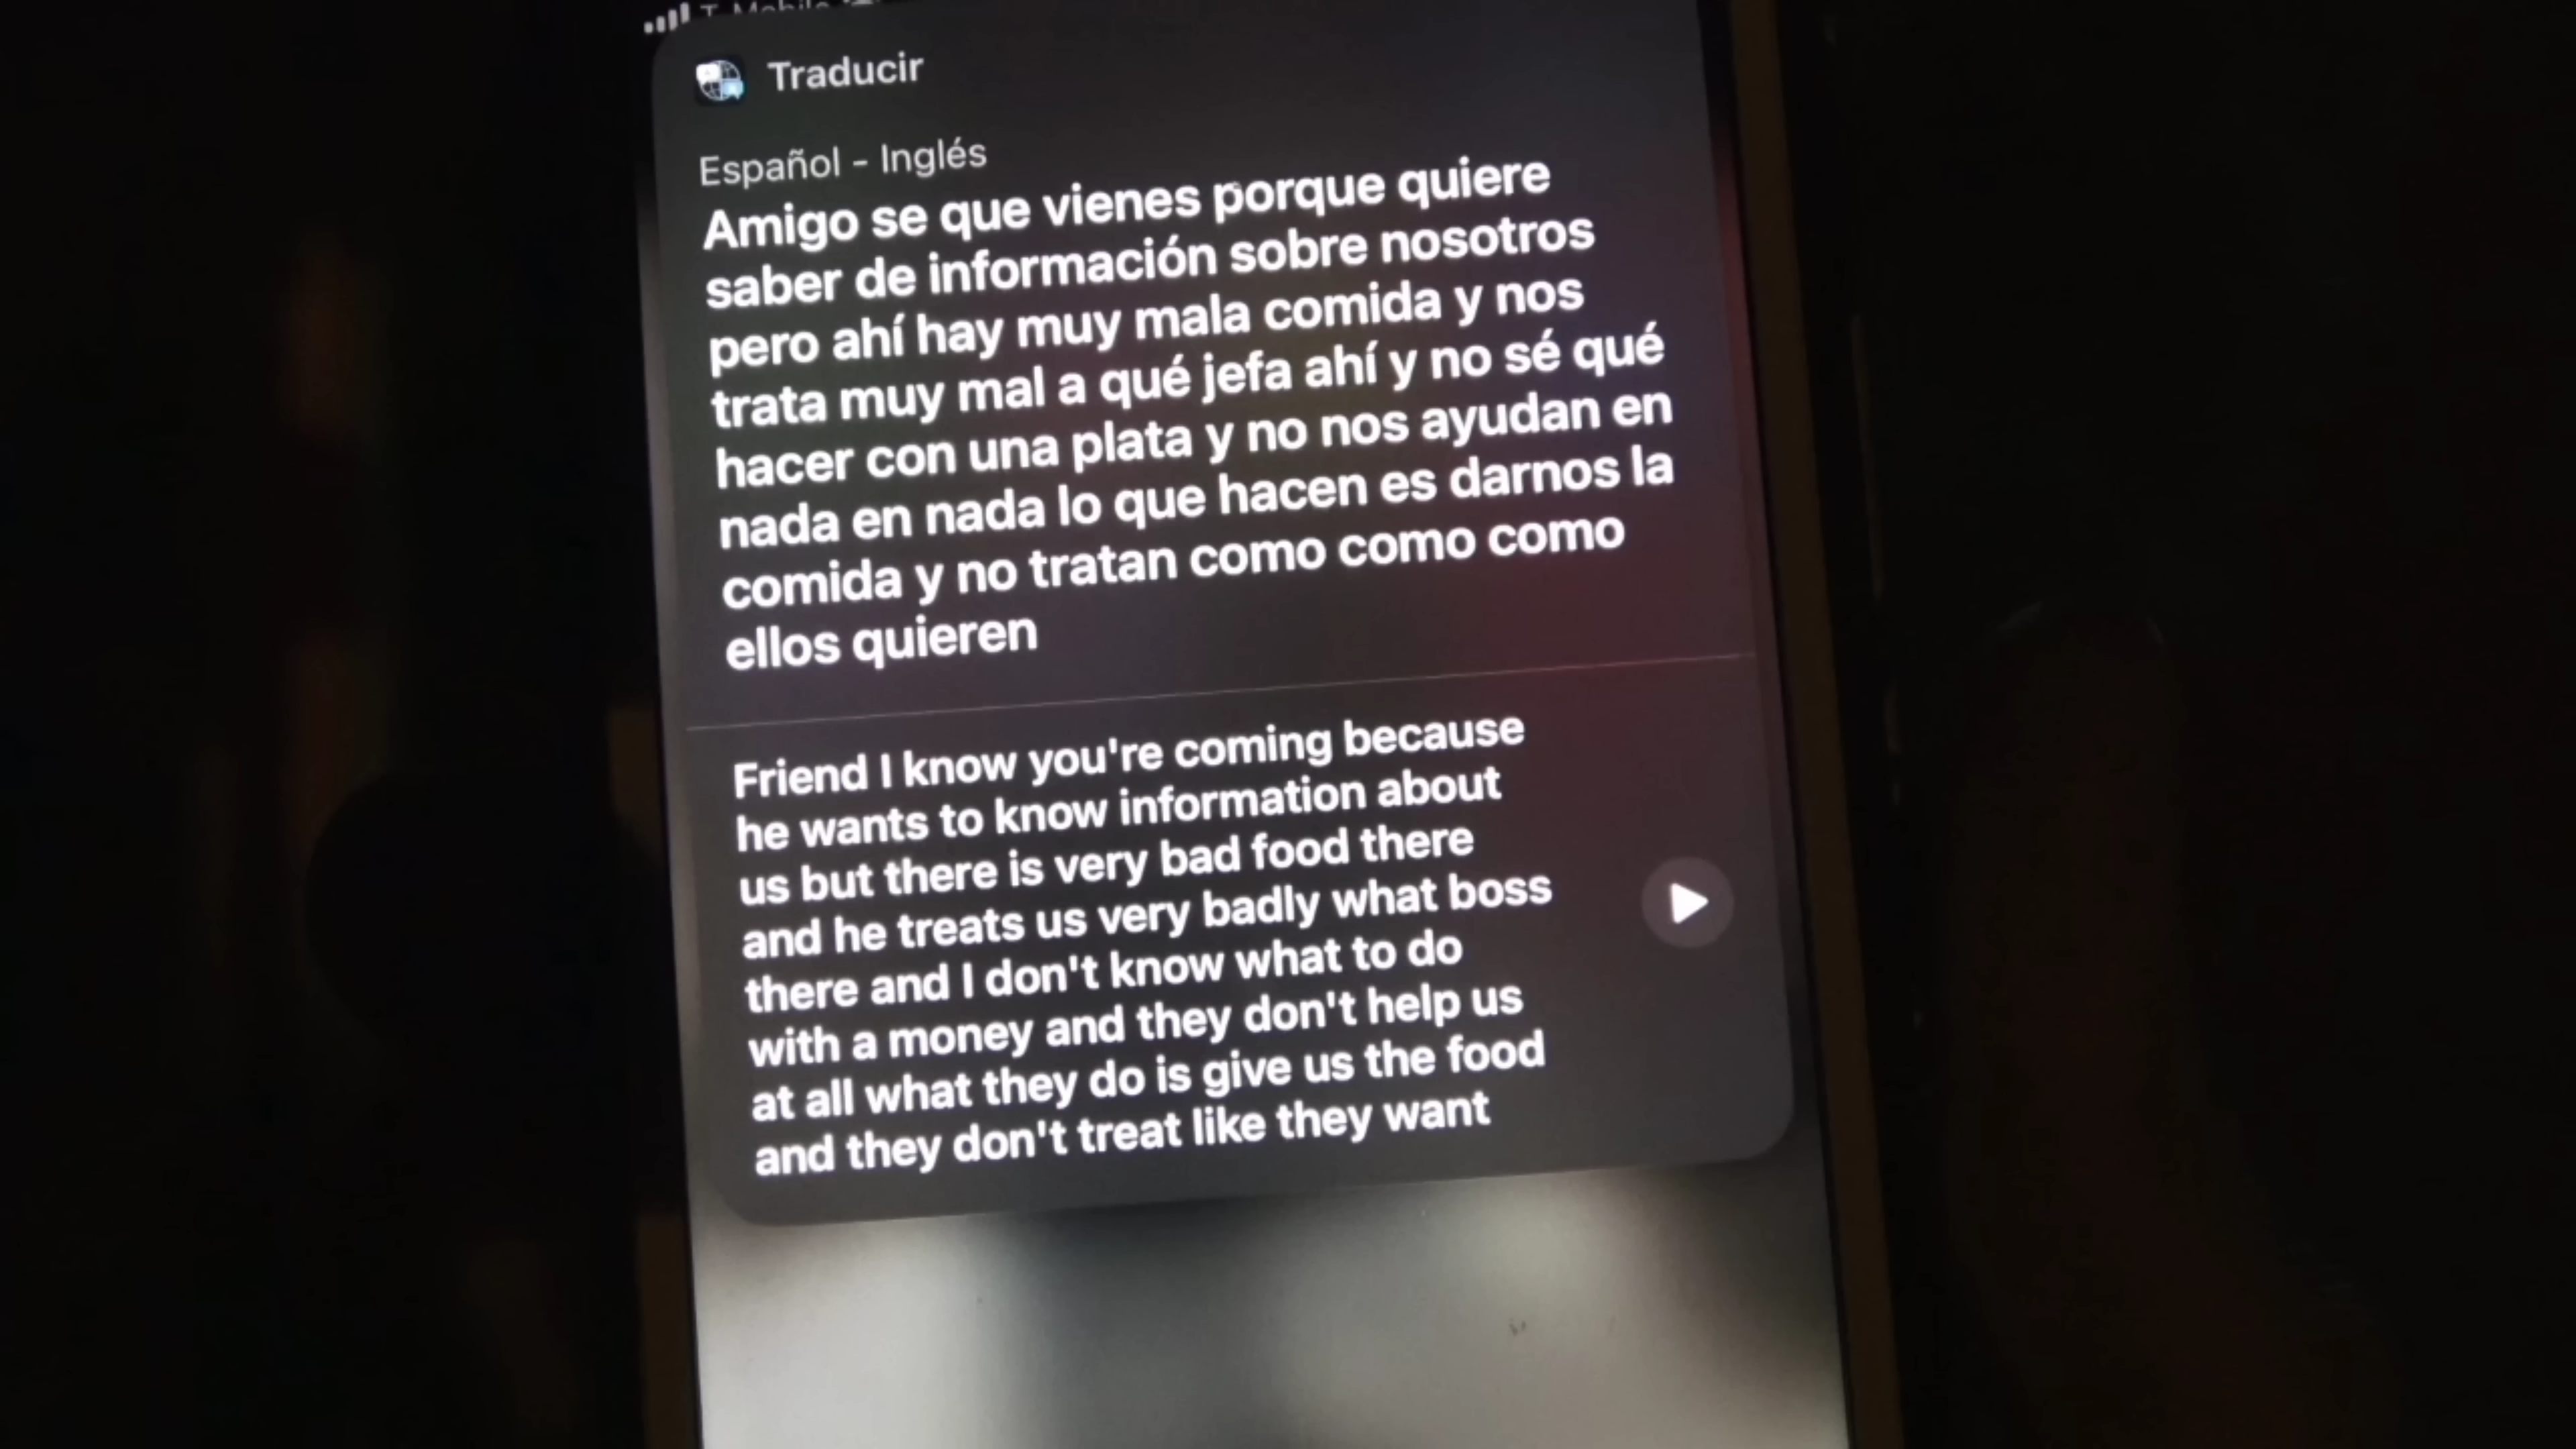 T-Mobile
Traducir
Español - Inglés
Amigo se que vienes porque quiere
saber de información sobre nosotros
pero ahí hay muy mala comida y nos
trata muy mal a qué jefa ahí y no sé qué
hacer con una plata y no nos ayudan en
nada en nada lo que hacen es darnos la
comida y no tratan como como como
ellos quieren
Friend I know you're coming because
he wants to know information about
us but there is very bad food there
and he treats us very badly what boss
there and I don't know what to do
with a money and they don't help us
at all what they do is give us the food
and they don't treat like they want